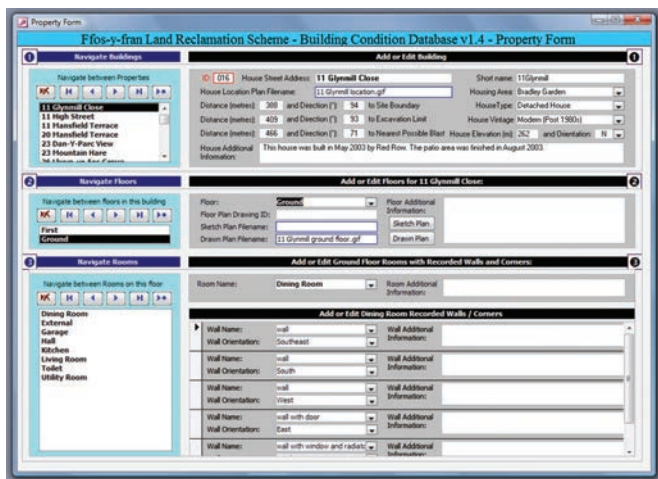 Property Form
Ffos-y-fran Land Reclamation Scheme - Building Condition Database v1.4 - Property Form
1 Navigate Buildings Add or Edit Building 1
Navigate between Properties
11 Glynmill Close
11 High Street
11 Mansfield Terrace
20 Mansfield Terrace
23 Dan-Y-Parc View
23 Mountain Hare
ID: 016 House Street Address: 11 Glynmill Close Short name: 11Glynmill
House Location Plan Filename: 11 Glynmill location.gif Housing Area: Bradley Garden
Distance (metres): 388 and Direction (°) 94 to Site Boundary HouseType: Detached House
Distance (metres): 409 and Direction (°) 93 to Excavation Limit House Vintage: Modern (Post 1980s)
Distance (metres): 466 and Direction (°) 71 to Nearest Possible Blast House Elevation (m): 262 and Orientation: N
House Additional Infomation: This house was built in May 2003 by Red Row. The patio area was finished in August 2003.
2 Navigate Floors Add or Edit Floors for 11 Glynmill Close: 2
Navigate between floors in this building
First
Ground
Floor: Ground Floor Additional Information:
Floor Plan Drawing ID:
Sketch Plan Filename: Sketch Plan
Drawn Plan Filename: 11 Glynmill ground floor.gif Drawn Plan
3 Navigate Rooms Add or Edit Ground Floor Rooms with Recorded Walls and Corners: 3
Navigate between Rooms on this floor
Dining Room
External
Garage
Hall
Kitchen
Living Room
Toilet
Utility Room
Room Name: Dining Room Room Additional Information:
Add or Edit Dining Room Recorded Walls / Corners
Wall Name: wall Wall Additional Information:
Wall Orientation: Southeast
Wall Name: wall Wall Additional Information:
Wall Orientation: South
Wall Name: wall Wall Additional Information:
Wall Orientation: West
Wall Name: wall with door Wall Additional Information:
Wall Orientation: East
Wall Name: wall with window and radiato Wall Additional Information: